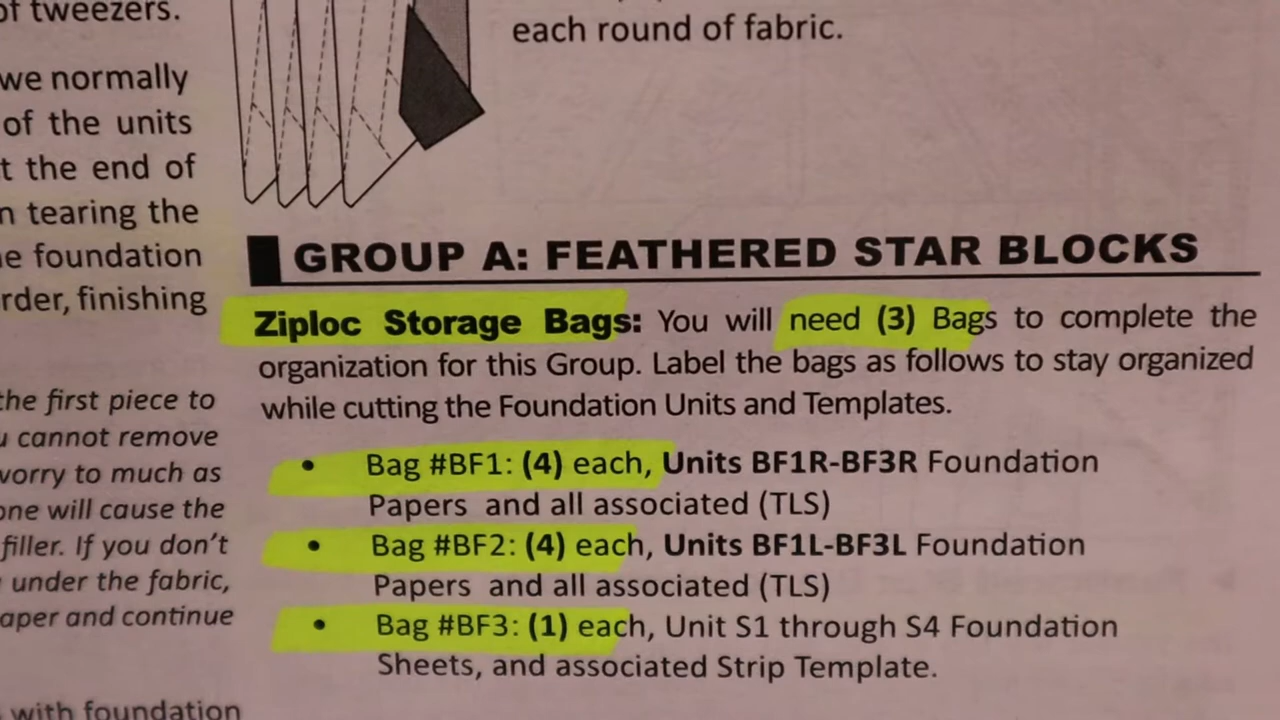 of tweezers.
we normally
of the units
t the end of
n tearing the
e foundation
rder, finishing
the first piece to
u cannot remove
vorry to much as
one will cause the
filler. If you don't
under the fabric,
aper and continue
with foundation
each round of fabric.
GROUP A: FEATHERED STAR BLOCKS
Ziploc Storage Bags: You will need (3) Bags to complete the
organization for this Group. Label the bags as follows to stay organized
while cutting the Foundation Units and Templates.
• Bag #BF1: (4) each, Units BF1R-BF3R Foundation
Papers and all associated (TLS)
• Bag #BF2: (4) each, Units BF1L-BF3L Foundation
Papers and all associated (TLS)
• Bag #BF3: (1) each, Unit S1 through S4 Foundation
Sheets, and associated Strip Template.